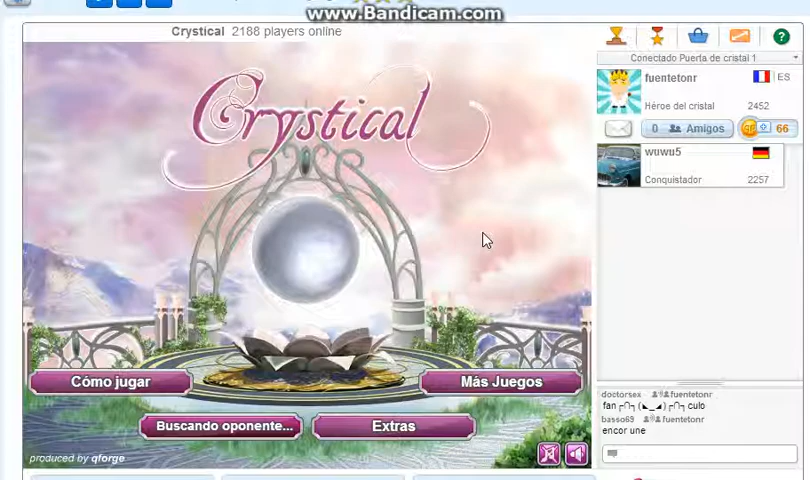 www.Bandicam.com
Crystical 2188 players online
Conectado Puerta de cristal 1
fuentetonr ES
Héroe del cristal 2452
0 Amigos GP 66
wuwu5
Conquistador 2257
Crystical
Cómo jugar
Más Juegos
Buscando oponente...
Extras
produced by qforge
doctorsex fuentetonr
fan ╭∩╮(◣_◢)╭∩╮ culo
basso69 fuentetonr
encor une